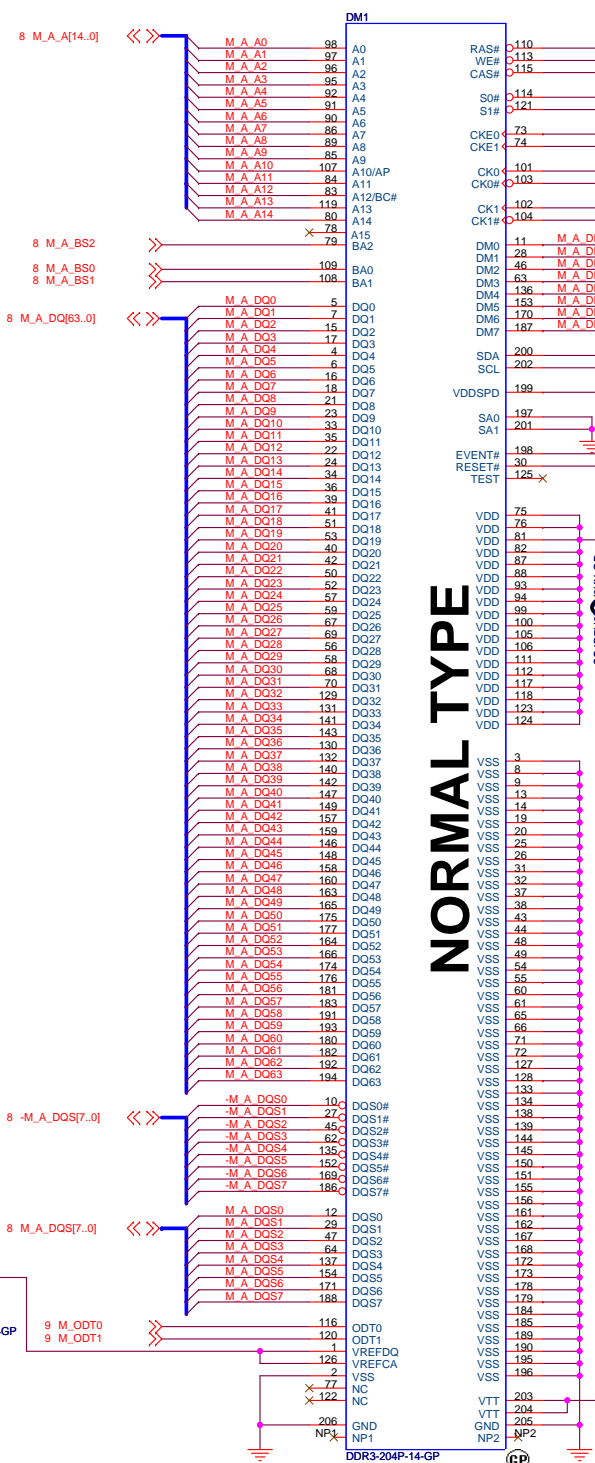 DM1
8 M_A_A[14..0]
M_A_A0 98 A0
M_A_A1 97 A1
M_A_A2 96 A2
M_A_A3 95 A3
M_A_A4 92 A4
M_A_A5 91 A5
M_A_A6 90 A6
M_A_A7 86 A7
M_A_A8 89 A8
M_A_A9 85 A9
M_A_A10 107 A10/AP
M_A_A11 84 A11
M_A_A12 83 A12/BC#
M_A_A13 119 A13
M_A_A14 80 A14
78 A15
8 M_A_BS2 79 BA2
8 M_A_BS0 109 BA0
8 M_A_BS1 108 BA1
8 M_A_DQ[63..0]
M_A_DQ0 5 DQ0
M_A_DQ1 7 DQ1
M_A_DQ2 15 DQ2
M_A_DQ3 17 DQ3
M_A_DQ4 4 DQ4
M_A_DQ5 6 DQ5
M_A_DQ6 16 DQ6
M_A_DQ7 18 DQ7
M_A_DQ8 21 DQ8
M_A_DQ9 23 DQ9
M_A_DQ10 33 DQ10
M_A_DQ11 35 DQ11
M_A_DQ12 22 DQ12
M_A_DQ13 24 DQ13
M_A_DQ14 34 DQ14
M_A_DQ15 36 DQ15
M_A_DQ16 39 DQ16
M_A_DQ17 41 DQ17
M_A_DQ18 51 DQ18
M_A_DQ19 53 DQ19
M_A_DQ20 40 DQ20
M_A_DQ21 42 DQ21
M_A_DQ22 50 DQ22
M_A_DQ23 52 DQ23
M_A_DQ24 57 DQ24
M_A_DQ25 59 DQ25
M_A_DQ26 67 DQ26
M_A_DQ27 69 DQ27
M_A_DQ28 56 DQ28
M_A_DQ29 58 DQ29
M_A_DQ30 68 DQ30
M_A_DQ31 70 DQ31
M_A_DQ32 129 DQ32
M_A_DQ33 131 DQ33
M_A_DQ34 141 DQ34
M_A_DQ35 143 DQ35
M_A_DQ36 130 DQ36
M_A_DQ37 132 DQ37
M_A_DQ38 140 DQ38
M_A_DQ39 142 DQ39
M_A_DQ40 147 DQ40
M_A_DQ41 149 DQ41
M_A_DQ42 157 DQ42
M_A_DQ43 159 DQ43
M_A_DQ44 146 DQ44
M_A_DQ45 148 DQ45
M_A_DQ46 158 DQ46
M_A_DQ47 160 DQ47
M_A_DQ48 163 DQ48
M_A_DQ49 165 DQ49
M_A_DQ50 175 DQ50
M_A_DQ51 177 DQ51
M_A_DQ52 164 DQ52
M_A_DQ53 166 DQ53
M_A_DQ54 174 DQ54
M_A_DQ55 176 DQ55
M_A_DQ56 181 DQ56
M_A_DQ57 183 DQ57
M_A_DQ58 191 DQ58
M_A_DQ59 193 DQ59
M_A_DQ60 180 DQ60
M_A_DQ61 182 DQ61
M_A_DQ62 192 DQ62
M_A_DQ63 194 DQ63
8 -M_A_DQS[7..0]
-M_A_DQS0 10 DQS0#
-M_A_DQS1 27 DQS1#
-M_A_DQS2 45 DQS2#
-M_A_DQS3 62 DQS3#
-M_A_DQS4 135 DQS4#
-M_A_DQS5 152 DQS5#
-M_A_DQS6 169 DQS6#
-M_A_DQS7 186 DQS7#
8 M_A_DQS[7..0]
M_A_DQS0 12 DQS0
M_A_DQS1 29 DQS1
M_A_DQS2 47 DQS2
M_A_DQS3 64 DQS3
M_A_DQS4 137 DQS4
M_A_DQS5 154 DQS5
M_A_DQS6 171 DQS6
M_A_DQS7 188 DQS7
-GP
9 M_ODT0 116 ODT0
9 M_ODT1 120 ODT1
1 VREFDQ
126 VREFCA
2 VSS
77 NC
122 NC
206 GND
NP1 NP1
RAS# 110
WE# 113
CAS# 115
S0# 114
S1# 121
CKE0 73
CKE1 74
CK0 101
CK0# 103
CK1 102
CK1# 104
DM0 11 M_A_D
DM1 28 M_A_D
DM2 46 M_A_D
DM3 63 M_A_D
DM4 136 M_A_D
DM5 153 M_A_D
DM6 170 M_A_D
DM7 187 M_A_D
SDA 200
SCL 202
VDDSPD 199
SA0 197
SA1 201
EVENT# 198
RESET# 30
TEST 125
VDD 75
VDD 76
VDD 81
VDD 82
VDD 87
VDD 88
VDD 93
VDD 94
VDD 99
VDD 100
VDD 105
VDD 106
VDD 111
VDD 112
VDD 117
VDD 118
VDD 123
VDD 124
NORMAL TYPE
VSS 3
VSS 8
VSS 9
VSS 13
VSS 14
VSS 19
VSS 20
VSS 25
VSS 26
VSS 31
VSS 32
VSS 37
VSS 38
VSS 43
VSS 44
VSS 48
VSS 49
VSS 54
VSS 55
VSS 60
VSS 61
VSS 65
VSS 66
VSS 71
VSS 72
VSS 127
VSS 128
VSS 133
VSS 134
VSS 138
VSS 139
VSS 144
VSS 145
VSS 150
VSS 151
VSS 155
VSS 156
VSS 161
VSS 162
VSS 167
VSS 168
VSS 172
VSS 173
VSS 178
VSS 179
VSS 184
VSS 185
VSS 189
VSS 190
VSS 195
VSS 196
VTT 203
VTT 204
GND 205
NP2 NP2
DDR3-204P-14-GP
GP